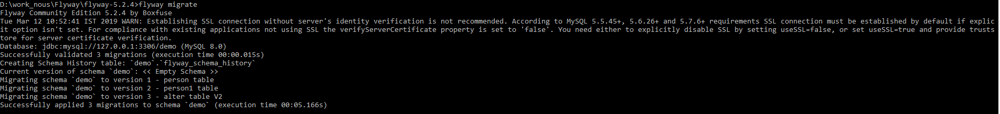 D:\work_nous\Flyway\flyway-5.2.4>flyway migrate
Flyway Community Edition 5.2.4 by Boxfuse
Tue Mar 12 10:52:41 IST 2019 WARN: Establishing SSL connection without server's identity verification is not recommended. According to MySQL 5.5.45+, 5.6.26+ and 5.7.6+ requirements SSL connection must be established by default if explic
it option isn't set. For compliance with existing applications not using SSL the verifyServerCertificate property is set to 'false'. You need either to explicitly disable SSL by setting useSSL=false, or set useSSL=true and provide trusts
tore for server certificate verification.
Database: jdbc:mysql://127.0.0.1:3306/demo (MySQL 8.0)
Successfully validated 3 migrations (execution time 00:00.015s)
Creating Schema History table: `demo`.`flyway_schema_history`
Current version of schema `demo`: << Empty Schema >>
Migrating schema `demo` to version 1 - person table
Migrating schema `demo` to version 2 - person1 table
Migrating schema `demo` to version 3 - alter table V2
Successfully applied 3 migrations to schema `demo` (execution time 00:05.166s)